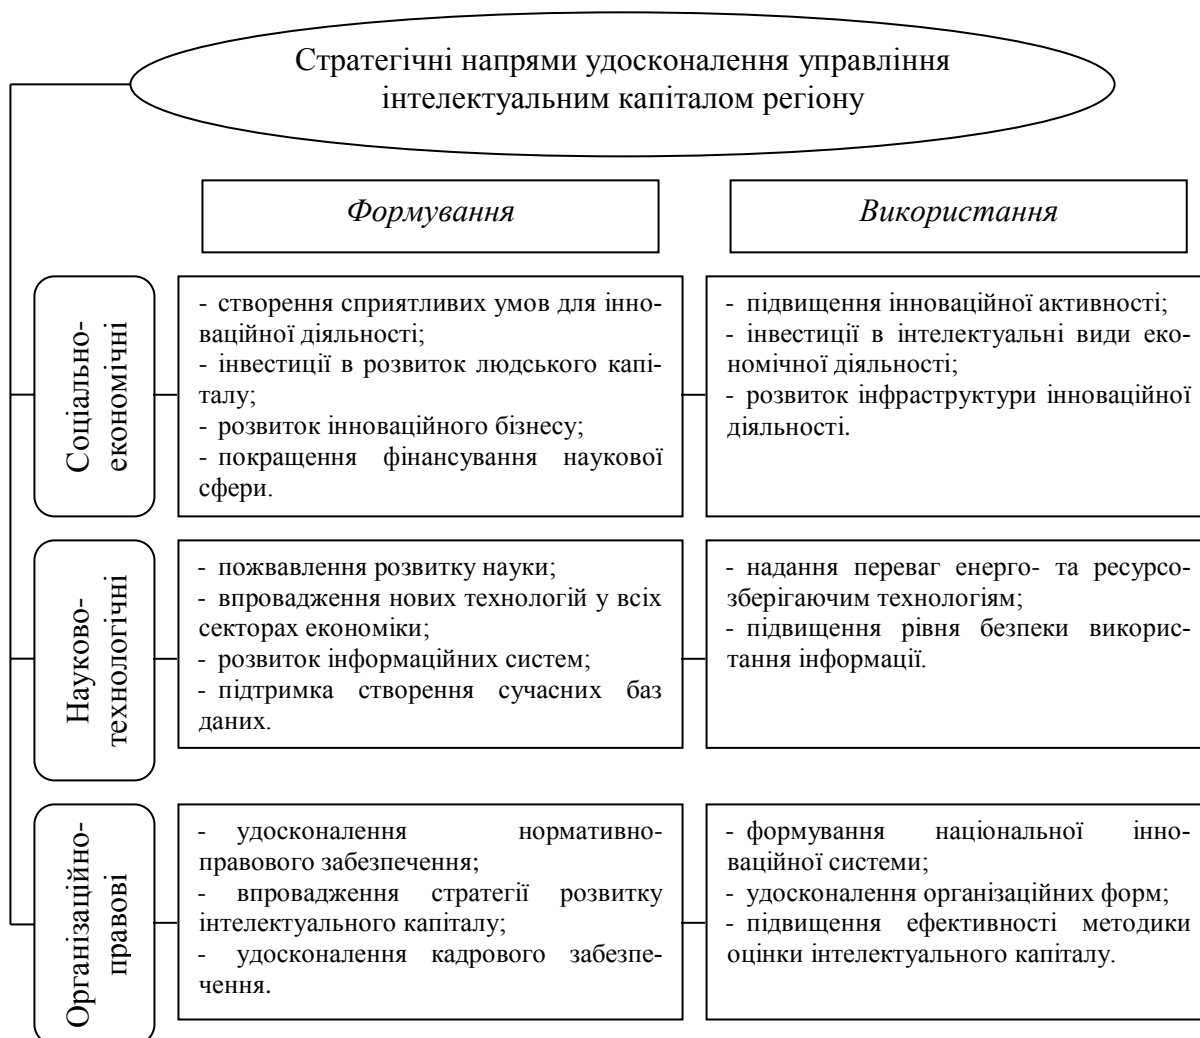 Стратегічні напрями удосконалення управління
інтелектуальним капіталом регіону
Формування
Використання
Соціально-
економічні
- створення сприятливих умов для інно-
ваційної діяльності;
- інвестиції в розвиток людського капі-
талу;
- розвиток інноваційного бізнесу;
- покращення фінансування наукової
сфери.
- підвищення інноваційної активності;
- інвестиції в інтелектуальні види еко-
номічної діяльності;
- розвиток інфраструктури інноваційної
діяльності.
Науково-
технологічні
- пожвавлення розвитку науки;
- впровадження нових технологій у всіх
секторах економіки;
- розвиток інформаційних систем;
- підтримка створення сучасних баз
даних.
- надання переваг енерго- та ресурсо-
зберігаючим технологіям;
- підвищення рівня безпеки викорис-
тання інформації.
Організаційно-
правові
- удосконалення нормативно-
правового забезпечення;
- впровадження стратегії розвитку
інтелектуального капіталу;
- удосконалення кадрового забезпе-
чення.
- формування національної інно-
ваційної системи;
- удосконалення організаційних форм;
- підвищення ефективності методики
оцінки інтелектуального капіталу.